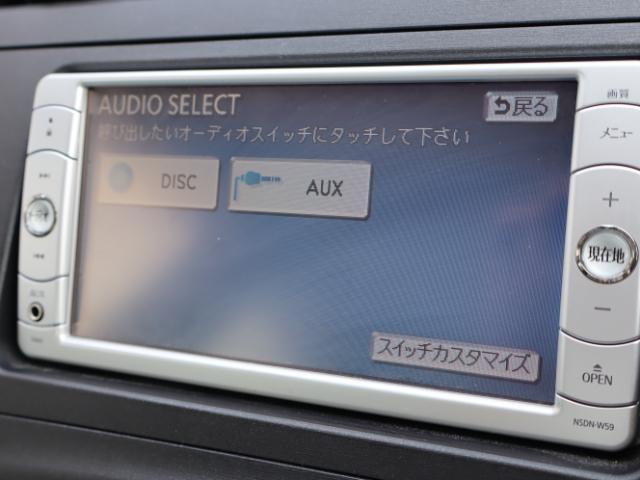 AUDIO SELECT
戻る
呼び出したいオーディオスイッチにタッチして下さい
DISC
AUX
スイッチカスタマイズ
画質
メニュー
+
現在地
−
OPEN
NSDN-W59